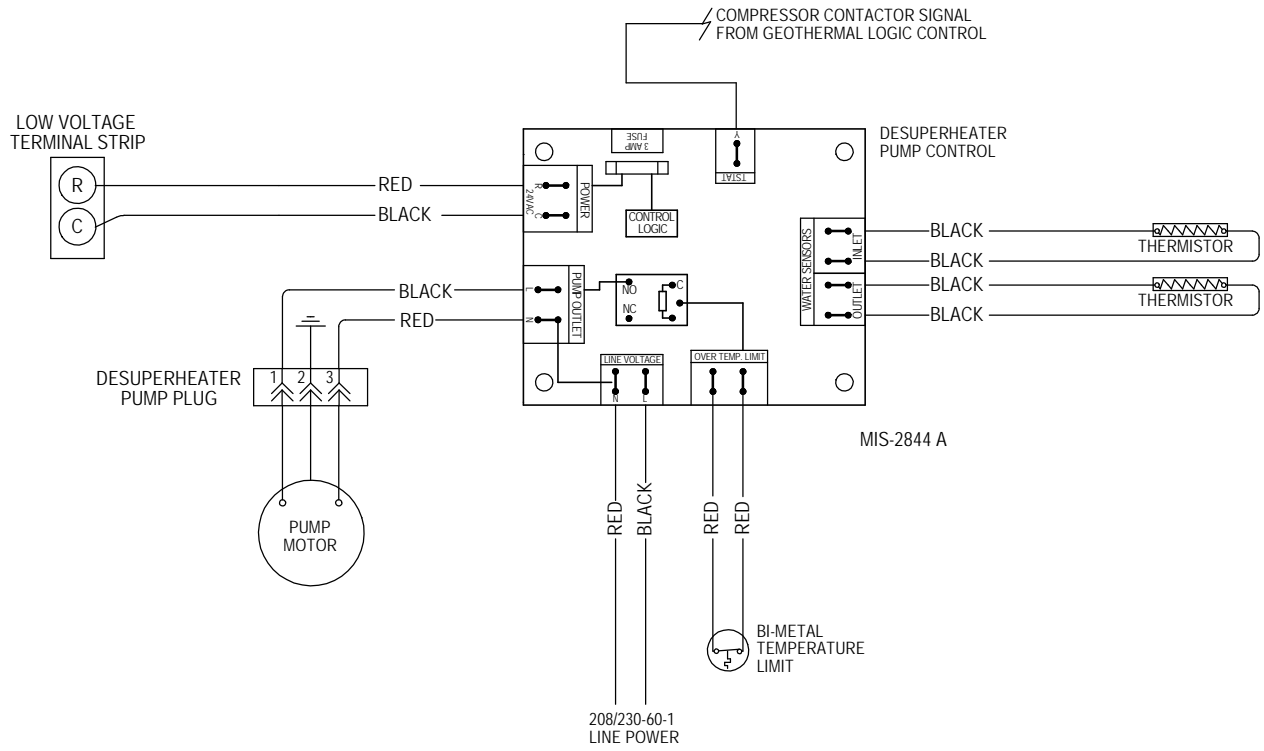 COMPRESSOR CONTACTOR SIGNAL
FROM GEOTHERMAL LOGIC CONTROL
LOW VOLTAGE
TERMINAL STRIP
R
C
RED
BLACK
3 AMP
FUSE
Y
TSTAT
DESUPERHEATER
PUMP CONTROL
R
C
24VAC
POWER
CONTROL
LOGIC
WATER SENSORS
INLET
OUTLET
BLACK
BLACK
BLACK
BLACK
THERMISTOR
THERMISTOR
BLACK
RED
L
N
PUMP OUTLET
NO
NC
C
LINE VOLTAGE
N
L
OVER TEMP. LIMIT
DESUPERHEATER
PUMP PLUG
1 2 3
PUMP
MOTOR
MIS-2844 A
RED
BLACK
RED
RED
BI-METAL
TEMPERATURE
LIMIT
208/230-60-1
LINE POWER